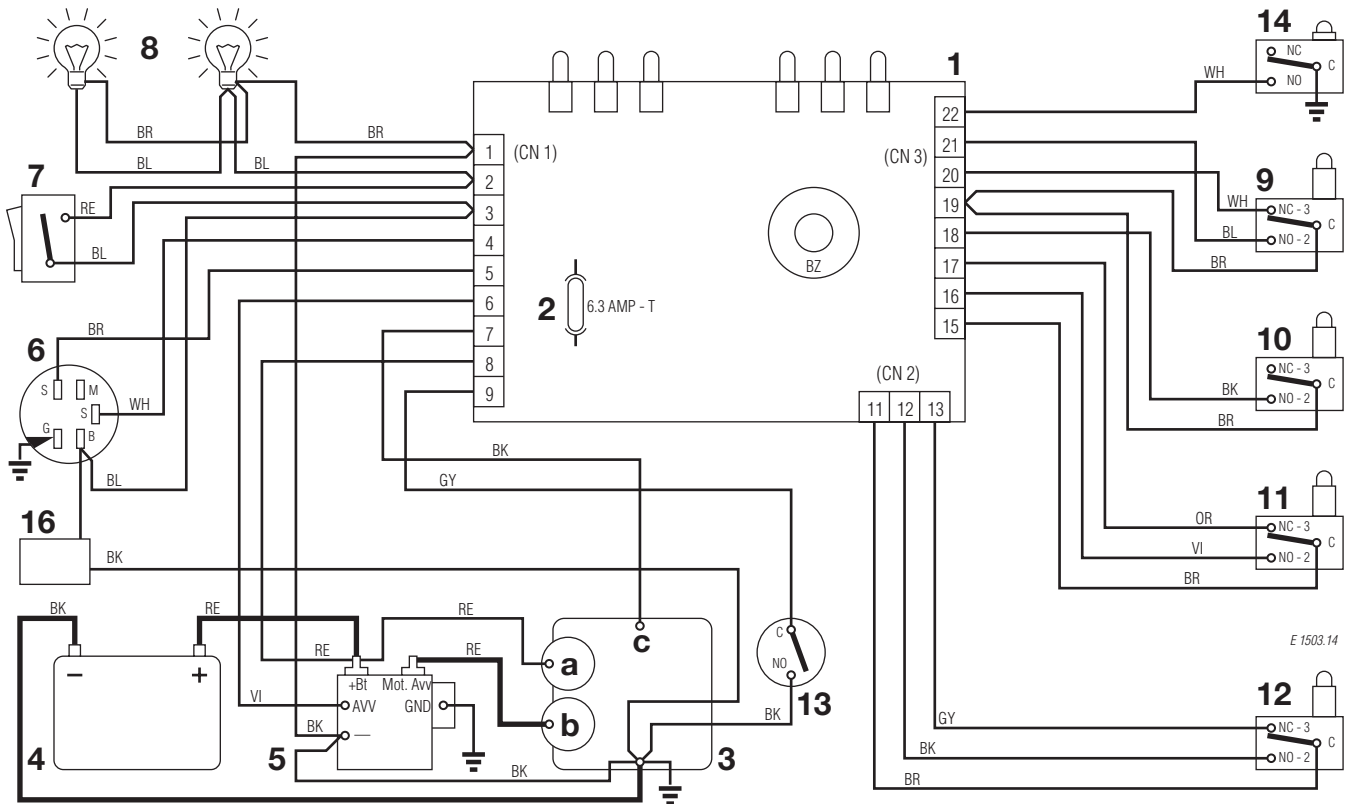 8
1
14
NC
C
NO
WH
BR
BR
BL
BL
7
RE
BL
1
2
3
4
5
6
7
8
9
(CN 1)
22
21
20
19
18
17
16
15
(CN 3)
BZ
2
6.3 AMP - T
(CN 2)
11
12
13
9
WH
NC - 3
C
BL
NO - 2
BR
10
NC - 3
C
BK
NO - 2
BR
11
OR
NC - 3
C
VI
NO - 2
BR
6
BR
S
M
S
WH
G
B
BL
16
BK
BK
GY
BK
RE
RE
RE
RE
–
+
4
+Bt
Mot. Avv
VI
AVV
GND
BK
—
5
BK
a
b
c
3
C
NO
13
BK
E 1503.14
12
GY
NC - 3
C
BK
NO - 2
BR